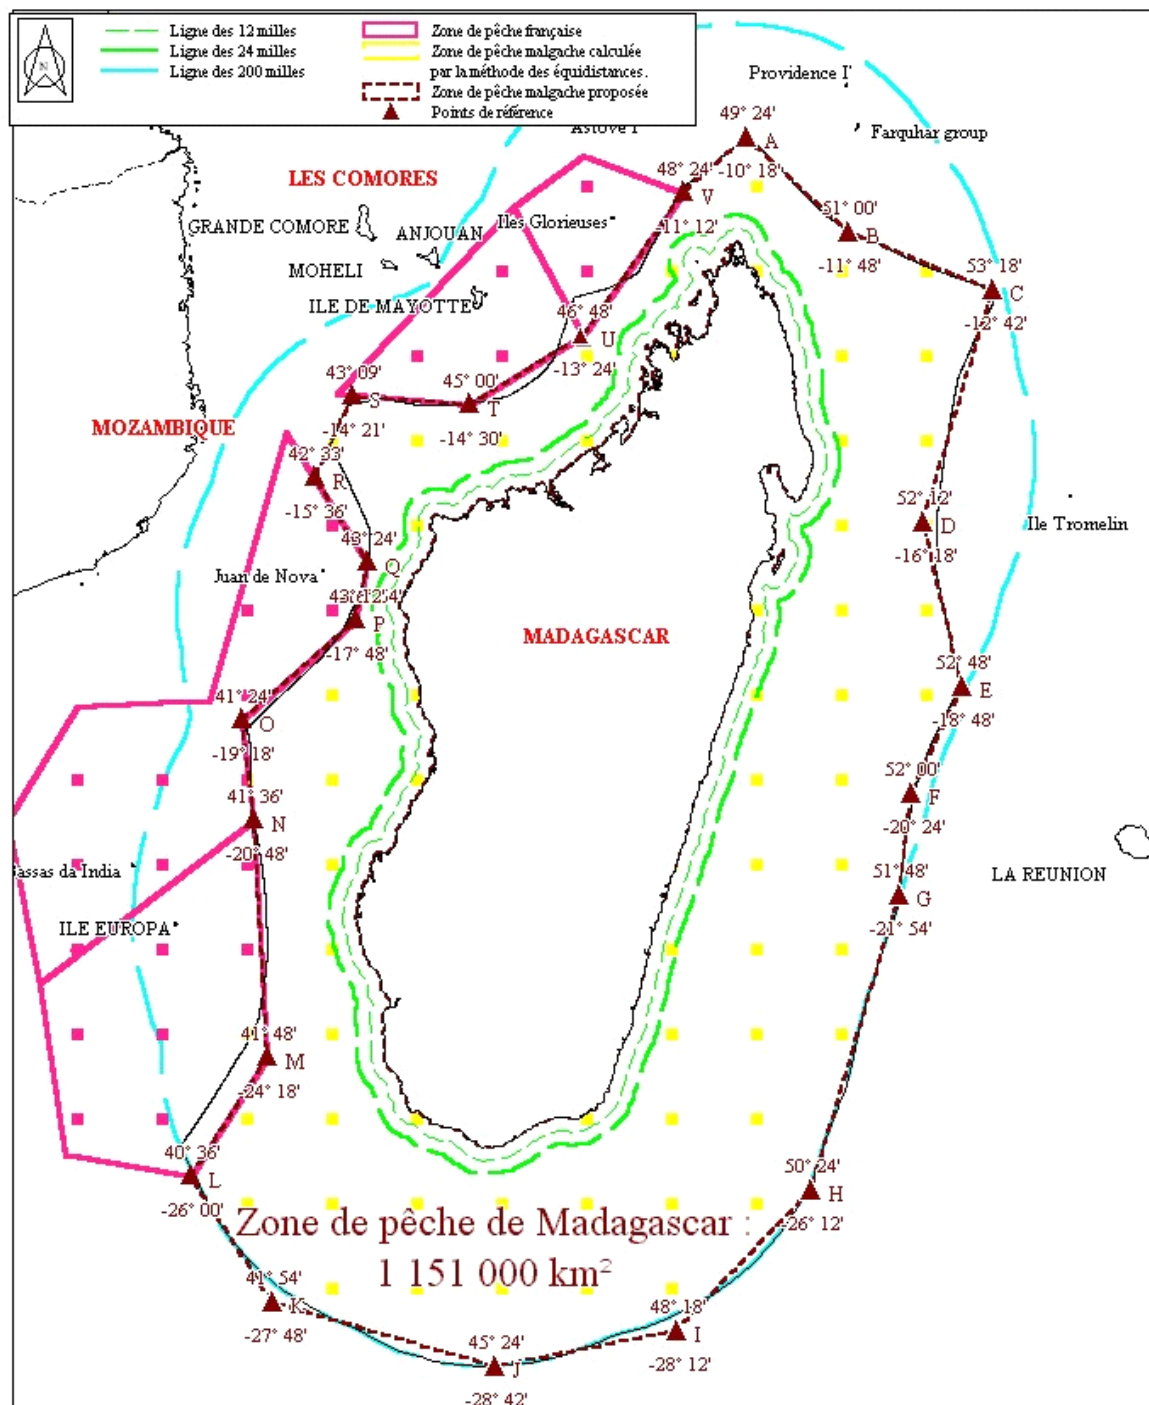 N
Ligne des 12 milles
Ligne des 24 milles
Ligne des 200 milles
Zone de pêche française
Zone de pêche malgache calculée
par la méthode des équidistances.
Zone de pêche malgache proposée
Points de référence
Providence I
Astove I
Farquhar group
49° 24'
A
-10° 18'
LES COMORES
48° 24'
V
-11° 12'
GRANDE COMORE
ANJOUAN
Iles Glorieuses
51° 00'
B
-11° 48'
MOHELI
ILE DE MAYOTTE
53° 18'
C
-12° 42'
46° 48'
U
-13° 24'
43° 09'
S
-14° 21'
45° 00'
T
-14° 30'
MOZAMBIQUE
42° 33'
R
-15° 36'
52° 12'
D
-16° 18'
Ile Tromelin
43° 24'
Q
Juan de Nova
P
-17° 48'
MADAGASCAR
52° 48'
E
-18° 48'
41° 24'
O
-19° 18'
52° 00'
F
-20° 24'
41° 36'
N
-20° 48'
assas da India
51° 48'
G
-21° 54'
LA REUNION
ILE EUROPA
41° 48'
M
-24° 18'
40° 36'
L
-26° 00'
50° 24'
H
-26° 12'
Zone de pêche de Madagascar :
1 151 000 km²
41° 54'
K
-27° 48'
48° 18'
I
-28° 12'
45° 24'
J
-28° 42'